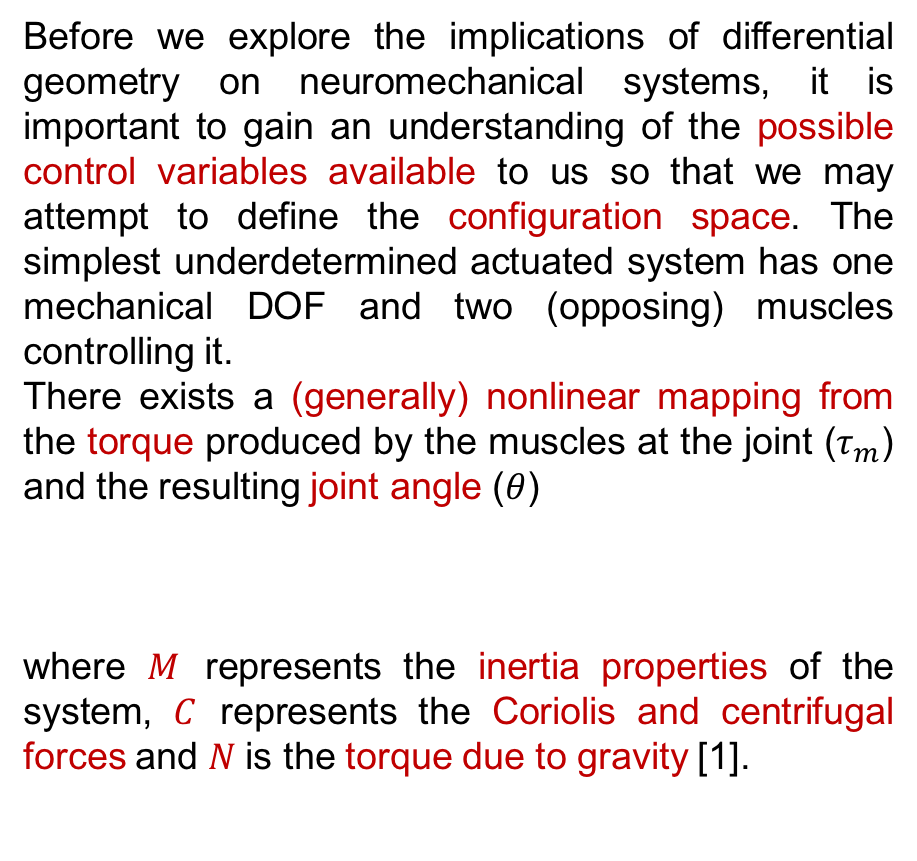 Before we explore the implications of differential
geometry on neuromechanical systems, it is
important to gain an understanding of the possible
control variables available to us so that we may
attempt to define the configuration space. The
simplest underdetermined actuated system has one
mechanical DOF and two (opposing) muscles
controlling it.
There exists a (generally) nonlinear mapping from
the torque produced by the muscles at the joint (τₘ)
and the resulting joint angle (θ)
where M represents the inertia properties of the
system, C represents the Coriolis and centrifugal
forces and N is the torque due to gravity [1].